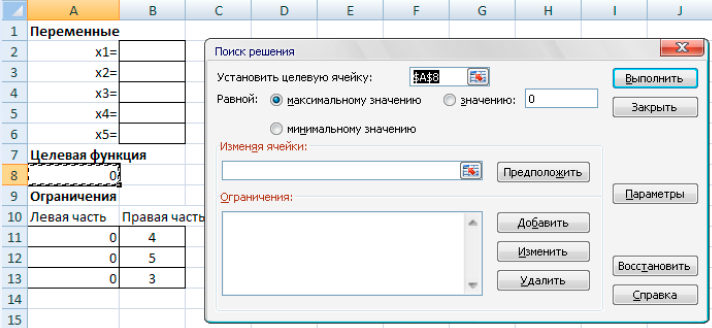 A B C D E F G H I J
1 Переменные
2 x1=
3 x2=
4 x3=
5 x4=
6 x5=
7 Целевая функция
8 0
9 Ограничения
10 Левая часть Правая часть
11 0 4
12 0 5
13 0 3
14
15
Поиск решения
Установить целевую ячейку: $A$8 Выполнить
Равной: максимальному значению значению: 0 Закрыть
минимальному значению
Изменяя ячейки:
Предположить
Ограничения: Параметры
Добавить
Изменить
Удалить Восстановить
Справка